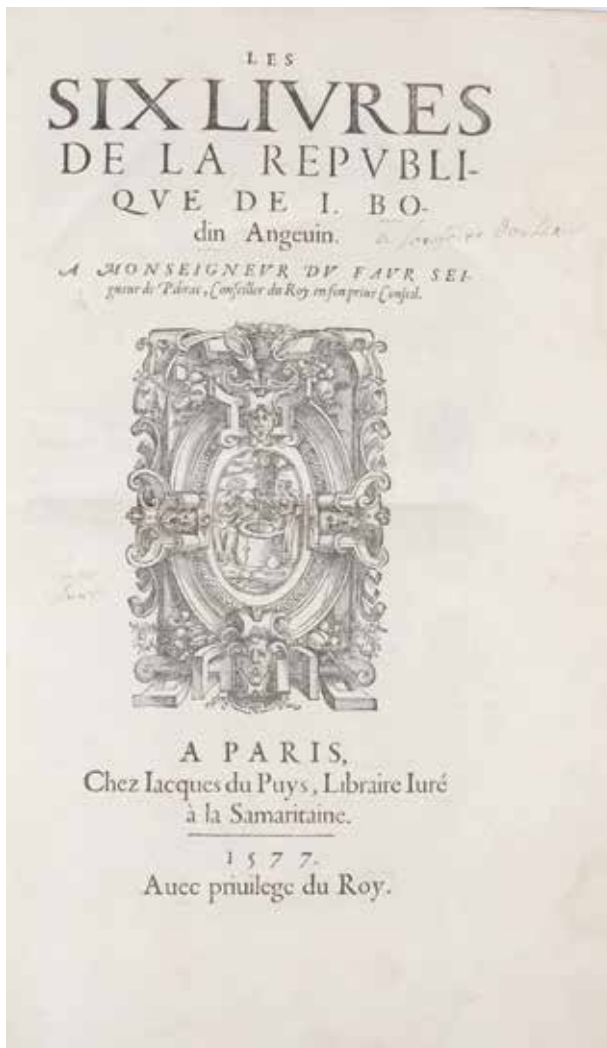 LES
SIX LIVRES
DE LA REPVBLI-
QVE DE I. BO-
din Angeuin.
A MONSEIGNEVR DV FAVR SEI-
gneur de Pibrac, Conseiller du Roy en son priué Conseil.
A PARIS,
Chez Iacques du Puys, Libraire Iuré
à la Samaritaine.
1577.
Auec priuilege du Roy.